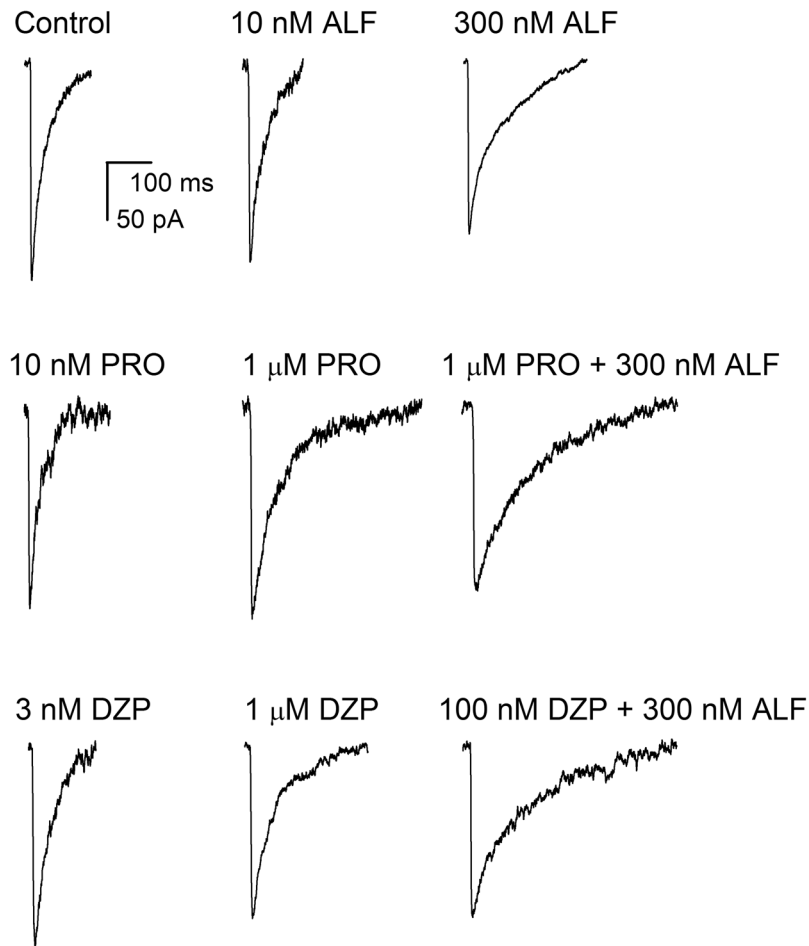 Control 10 nM ALF 300 nM ALF
100 ms
50 pA
10 nM PRO 1 μM PRO 1 μM PRO + 300 nM ALF
3 nM DZP 1 μM DZP 100 nM DZP + 300 nM ALF